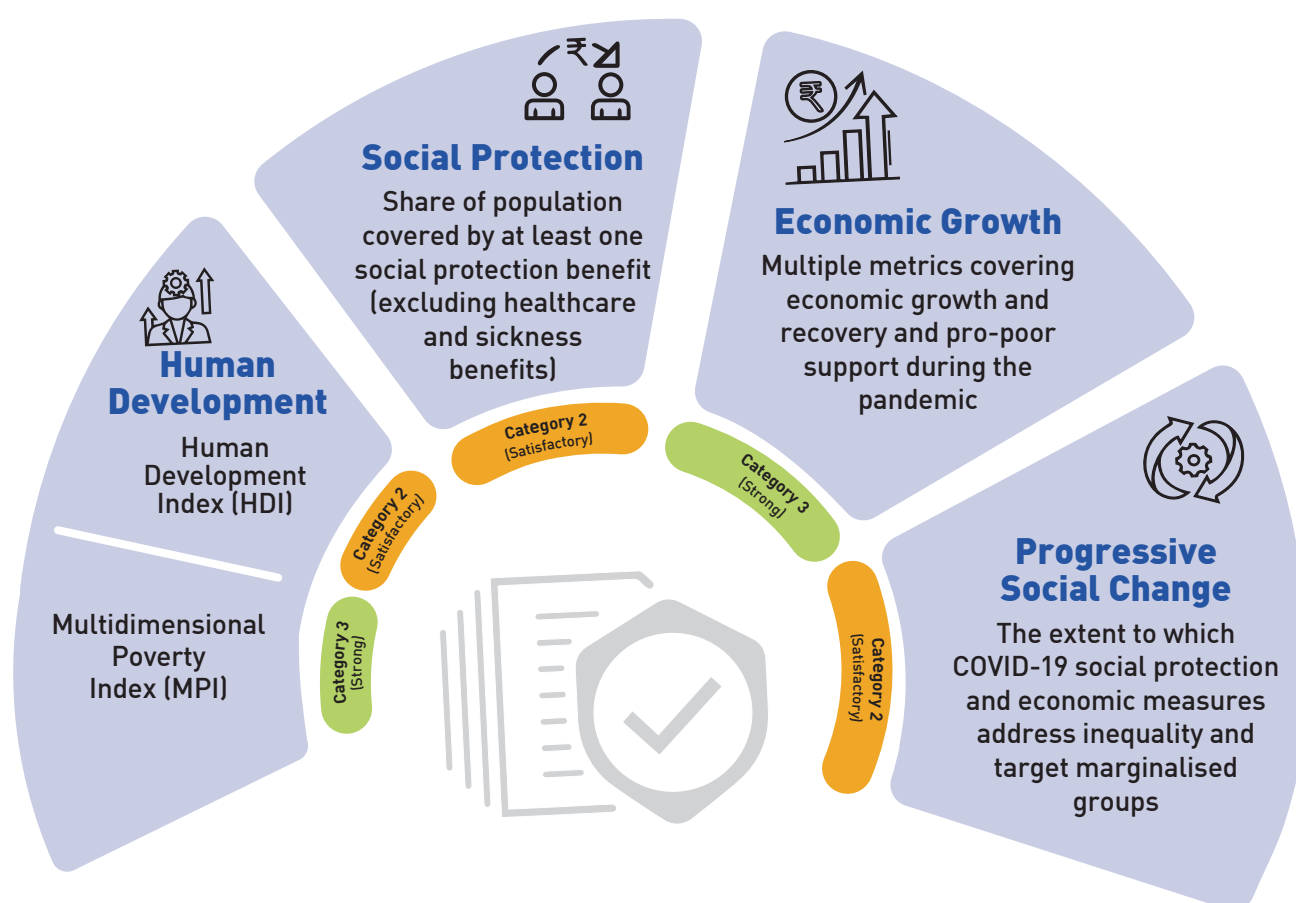 Human
Development
Human
Development
Index (HDI)
Category 2
(Satisfactory)
Multidimensional
Poverty
Index (MPI)
Category 3
(Strong)
₹
Social Protection
Share of population
covered by at least one
social protection benefit
(excluding healthcare
and sickness
benefits)
Category 2
(Satisfactory)
₹
Economic Growth
Multiple metrics covering
economic growth and
recovery and pro-poor
support during the
pandemic
Category 3
(Strong)
Progressive
Social Change
The extent to which
COVID-19 social protection
and economic measures
address inequality and
target marginalised
groups
Category 2
(Satisfactory)